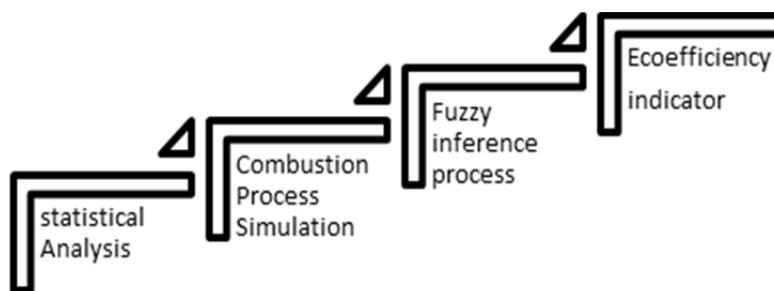 statistical
Analysis
Combustion
Process
Simulation
Fuzzy
inference
process
Ecoefficiency
indicator